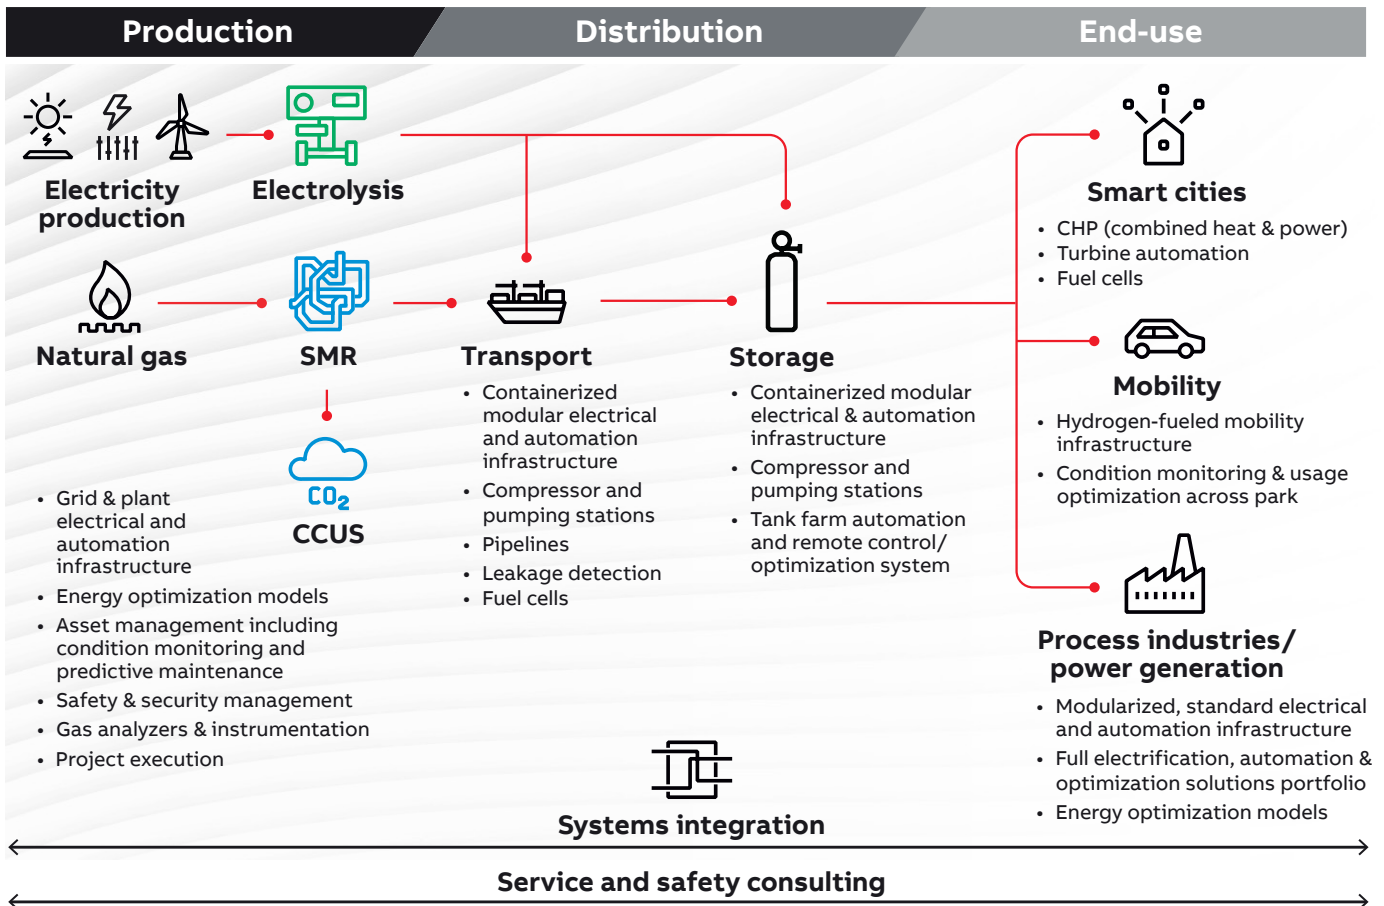 Production
Distribution
End-use
Electricity
production
Electrolysis
Smart cities
• CHP (combined heat & power)
• Turbine automation
• Fuel cells
Natural gas
SMR
Transport
• Containerized
modular electrical
and automation
infrastructure
• Compressor and
pumping stations
• Pipelines
• Leakage detection
• Fuel cells
Storage
• Containerized modular
electrical & automation
infrastructure
• Compressor and
pumping stations
• Tank farm automation
and remote control/
optimization system
Mobility
• Hydrogen-fueled mobility
infrastructure
• Condition monitoring & usage
optimization across park
CO2
CCUS
• Grid & plant
electrical and
automation
infrastructure
• Energy optimization models
• Asset management including
condition monitoring and
predictive maintenance
• Safety & security management
• Gas analyzers & instrumentation
• Project execution
Process industries/
power generation
• Modularized, standard electrical
and automation infrastructure
• Full electrification, automation &
optimization solutions portfolio
• Energy optimization models
Systems integration
Service and safety consulting